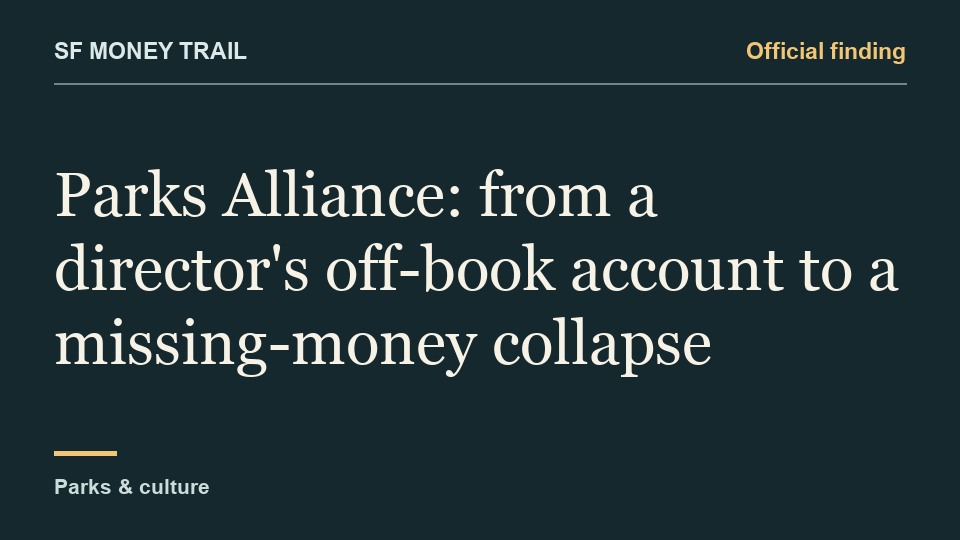 SF MONEY TRAIL
Official finding
Parks Alliance: from a
director's off-book account to a
missing-money collapse
Parks & culture